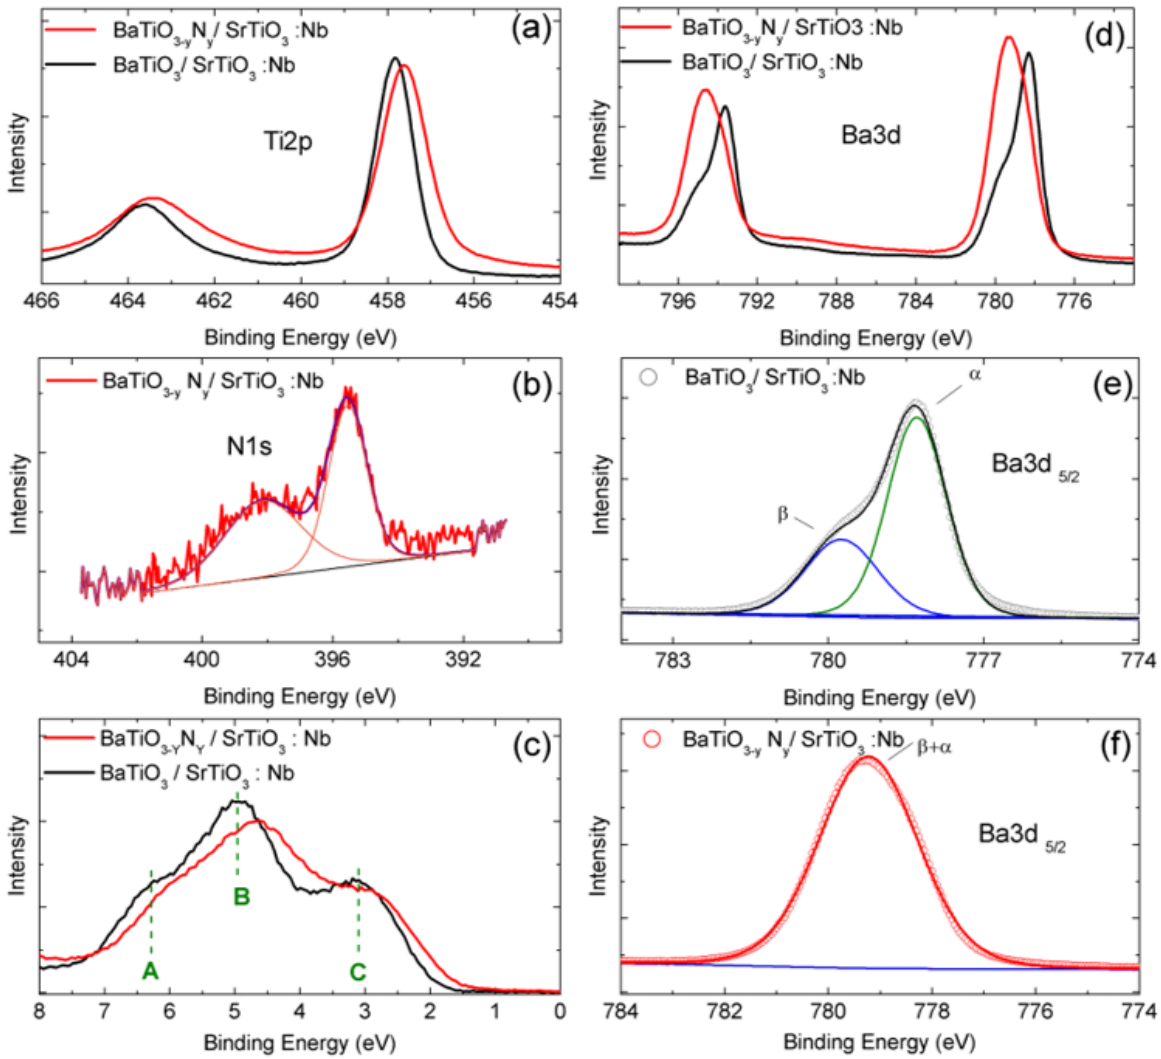 (a)
BaTiO3-yNy/ SrTiO3 :Nb
BaTiO3/ SrTiO3 :Nb
Ti2p
Intensity
466 464 462 460 458 456 454
Binding Energy (eV)
(d)
BaTiO3-yNy/ SrTiO3 :Nb
BaTiO3/ SrTiO3 :Nb
Ba3d
Intensity
796 792 788 784 780 776
Binding Energy (eV)
(b)
BaTiO3-y Ny/ SrTiO3 :Nb
N1s
Intensity
404 400 396 392
Binding Energy (eV)
(e)
BaTiO3/ SrTiO3 :Nb
α
β
Ba3d 5/2
Intensity
783 780 777 774
Binding Energy (eV)
(c)
BaTiO3-YNY / SrTiO3 : Nb
BaTiO3 / SrTiO3 : Nb
A
B
C
Intensity
8 7 6 5 4 3 2 1 0
Binding Energy (eV)
(f)
BaTiO3-y Ny/ SrTiO3 :Nb
β+α
Ba3d 5/2
Intensity
784 782 780 778 776 774
Binding Energy (eV)